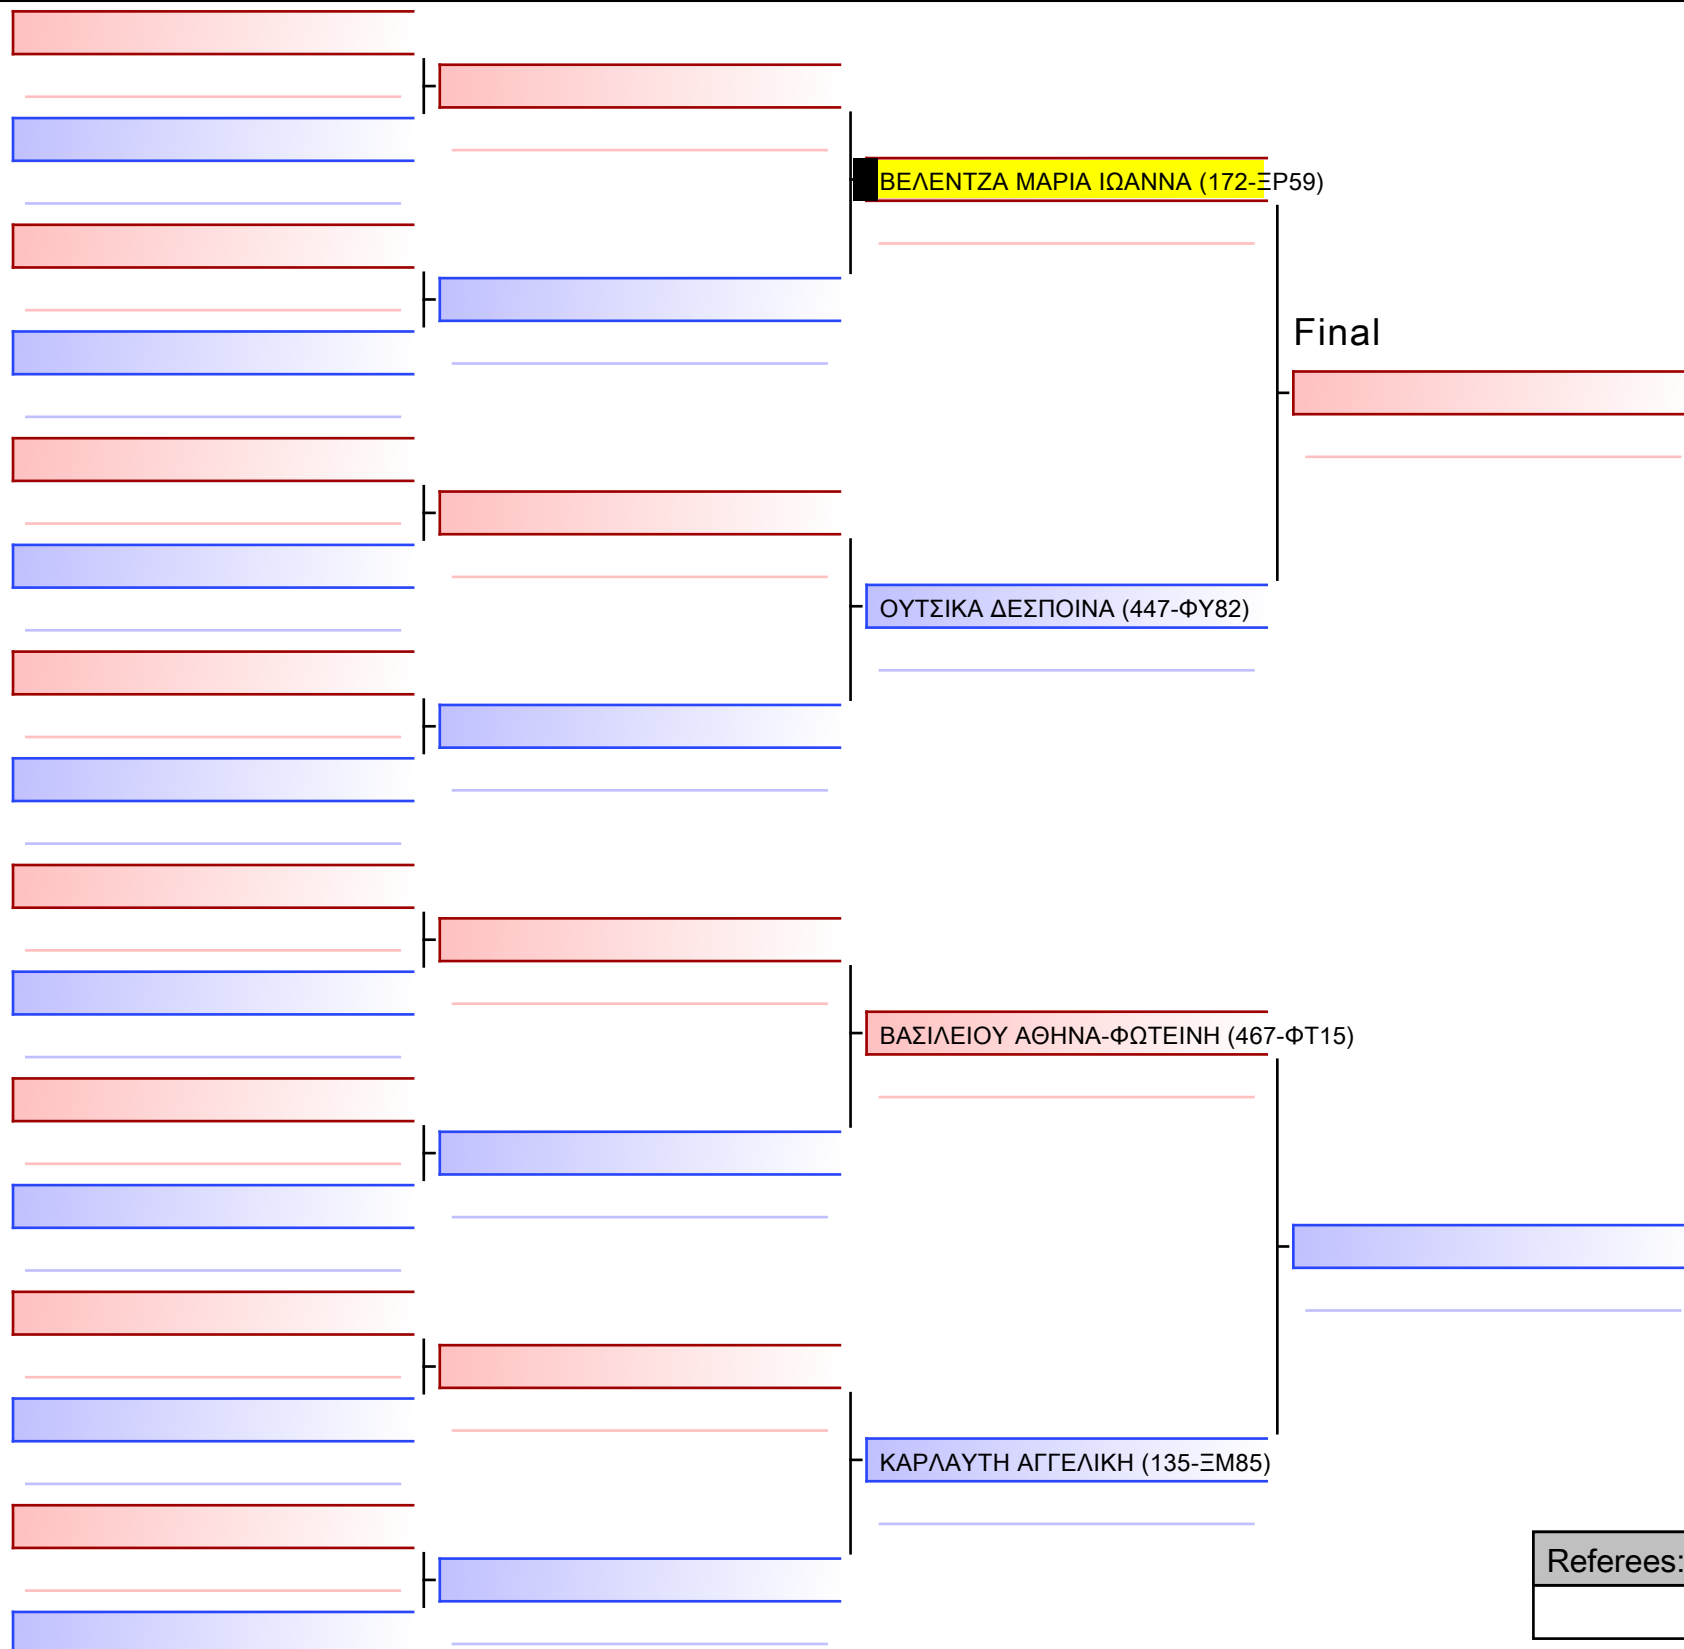 ΒΕΛΕΝΤΖΑ ΜΑΡΙΑ ΙΩΑΝΝΑ (172-ΞΡ59)
Final
ΟΥΤΣΙΚΑ ΔΕΣΠΟΙΝΑ (447-ΦΥ82)
ΒΑΣΙΛΕΙΟΥ ΑΘΗΝΑ-ΦΩΤΕΙΝΗ (467-ΦΤ15)
ΚΑΡΛΑΥΤΗ ΑΓΓΕΛΙΚΗ (135-ΞΜ85)
Referees: